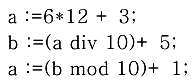 a :=6*12 + 3;
b :=(a div 10)+ 5;
a :=(b mod 10)+ 1;